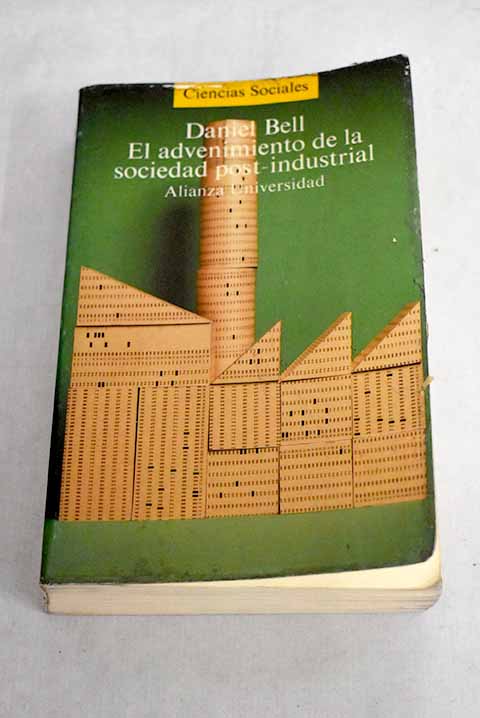 Ciencias Sociales
Daniel Bell
El advenimiento de la
sociedad post-industrial
Alianza Universidad